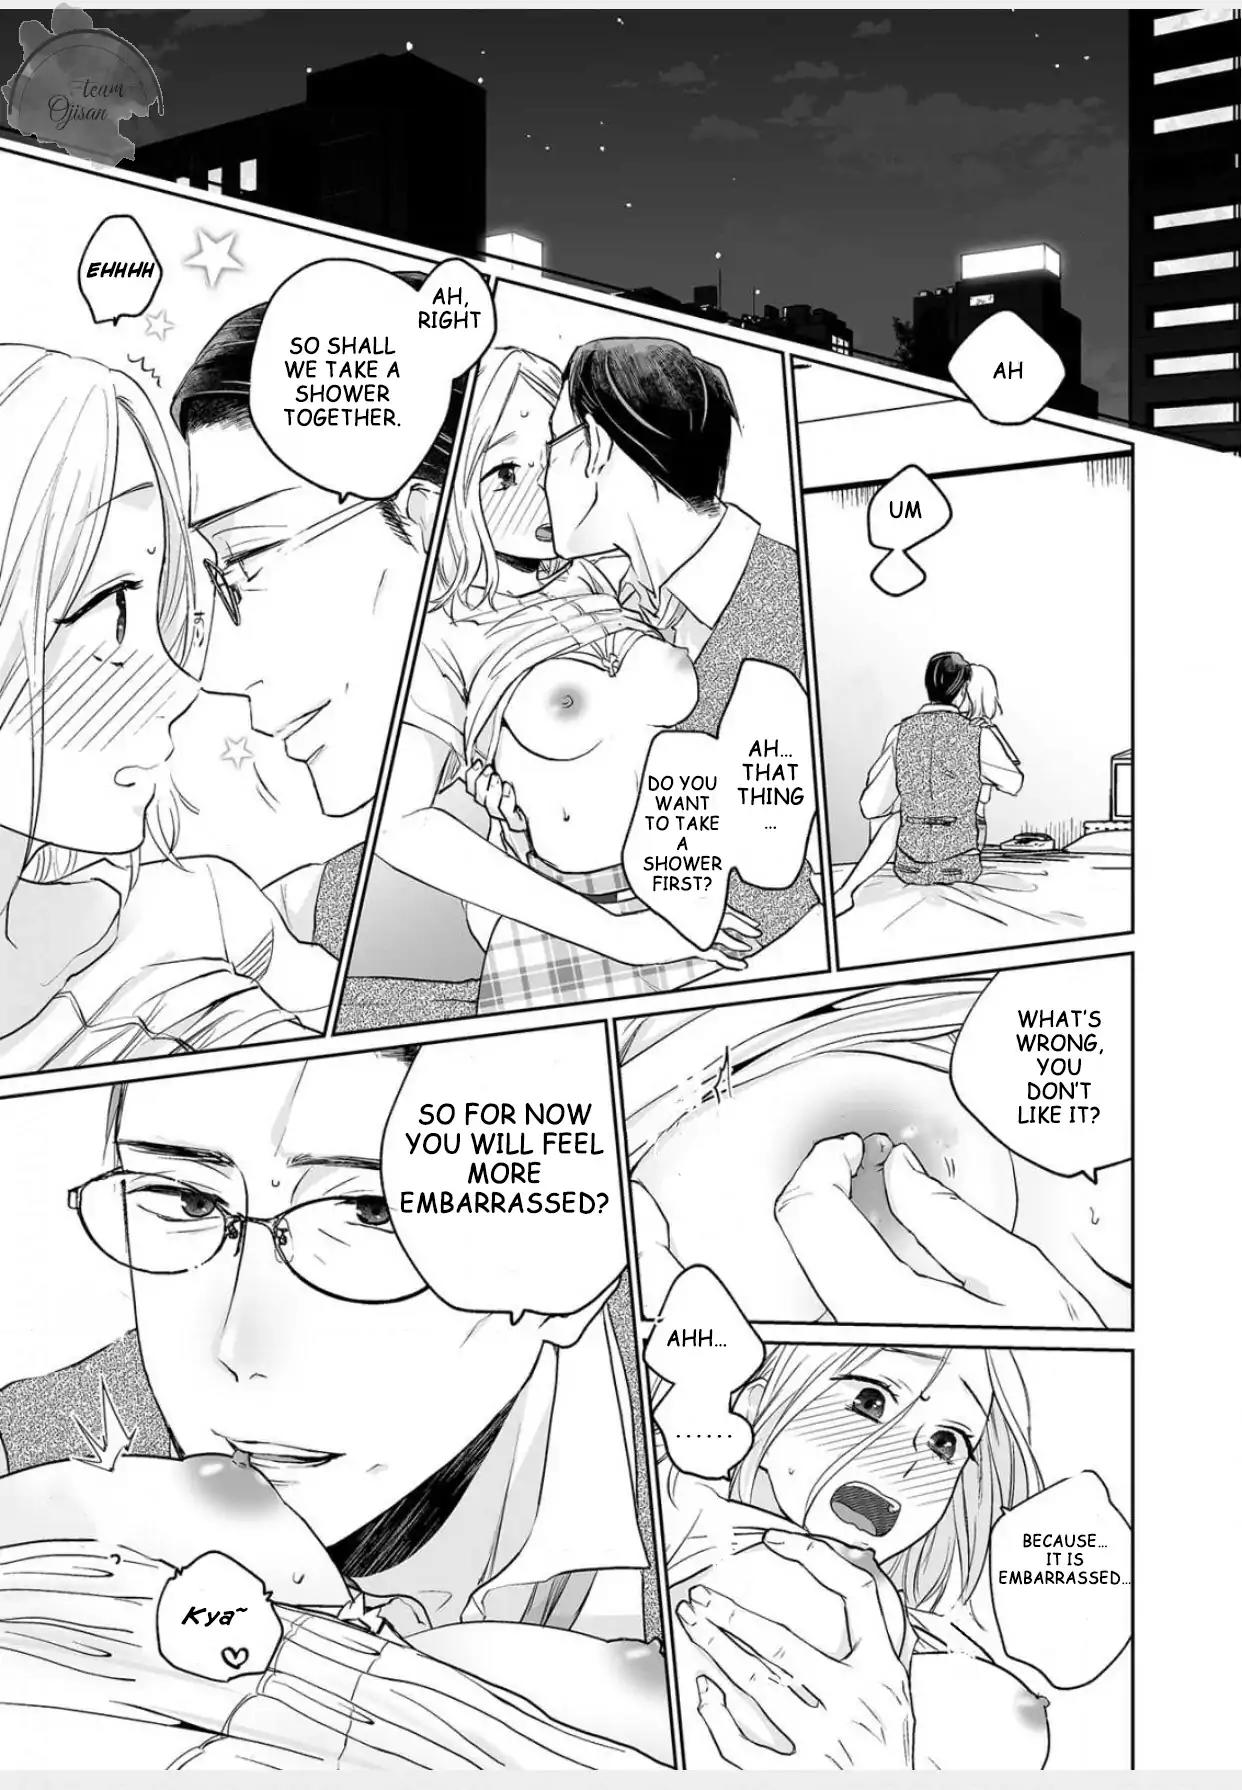 team
Ojisan
AH
UM
AH...
THAT
THING
...
DO YOU
WANT
TO TAKE
A
SHOWER
FIRST?
AH,
RIGHT
SO SHALL
WE TAKE A
SHOWER
TOGETHER.
EHHHH
WHAT'S
WRONG,
YOU
DON'T
LIKE IT?
AHH...
......
BECAUSE...
IT IS
EMBARRASSED...
SO FOR NOW
YOU WILL FEEL
MORE
EMBARRASSED?
Kya~
♡